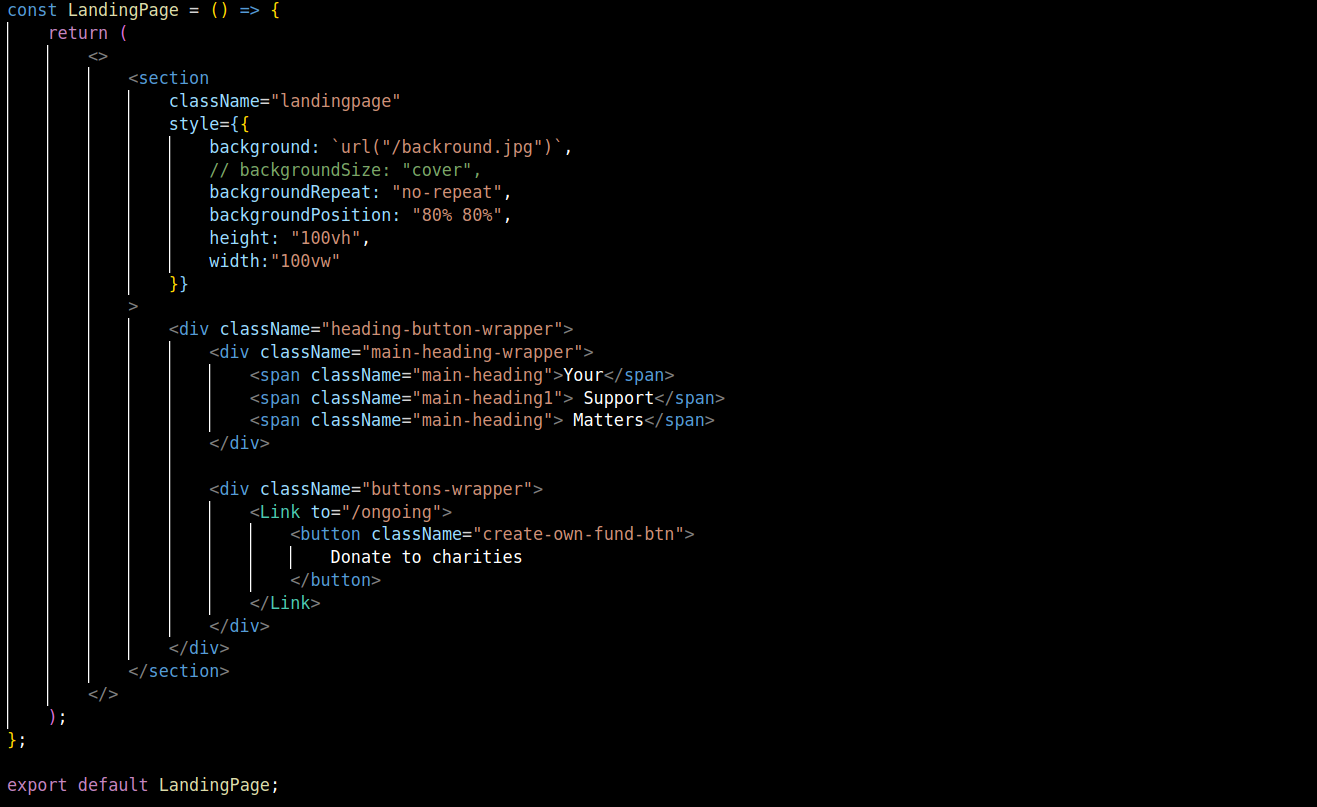 const LandingPage = () => {
    return (
        <>
            <section
                className="landingpage"
                style={{
                    background: `url("/backround.jpg")`,
                    // backgroundSize: "cover",
                    backgroundRepeat: "no-repeat",
                    backgroundPosition: "80% 80%",
                    height: "100vh",
                    width:"100vw"
                }}
            >
                <div className="heading-button-wrapper">
                    <div className="main-heading-wrapper">
                        <span className="main-heading">Your</span>
                        <span className="main-heading1"> Support</span>
                        <span className="main-heading"> Matters</span>
                    </div>

                    <div className="buttons-wrapper">
                        <Link to="/ongoing">
                            <button className="create-own-fund-btn">
                                Donate to charities
                            </button>
                        </Link>
                    </div>
                </div>
            </section>
        </>
    );
};

export default LandingPage;